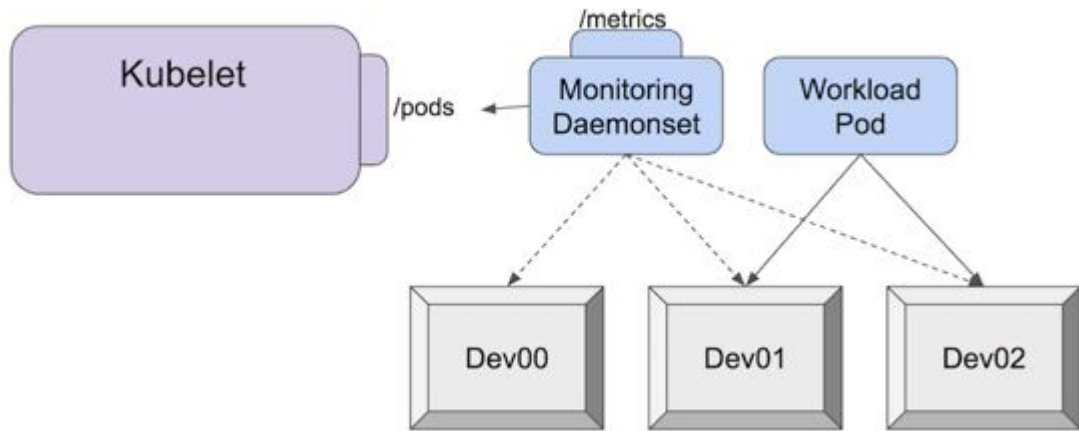 /metrics
Kubelet
/pods
Monitoring
Daemonset
Workload
Pod
Dev00
Dev01
Dev02